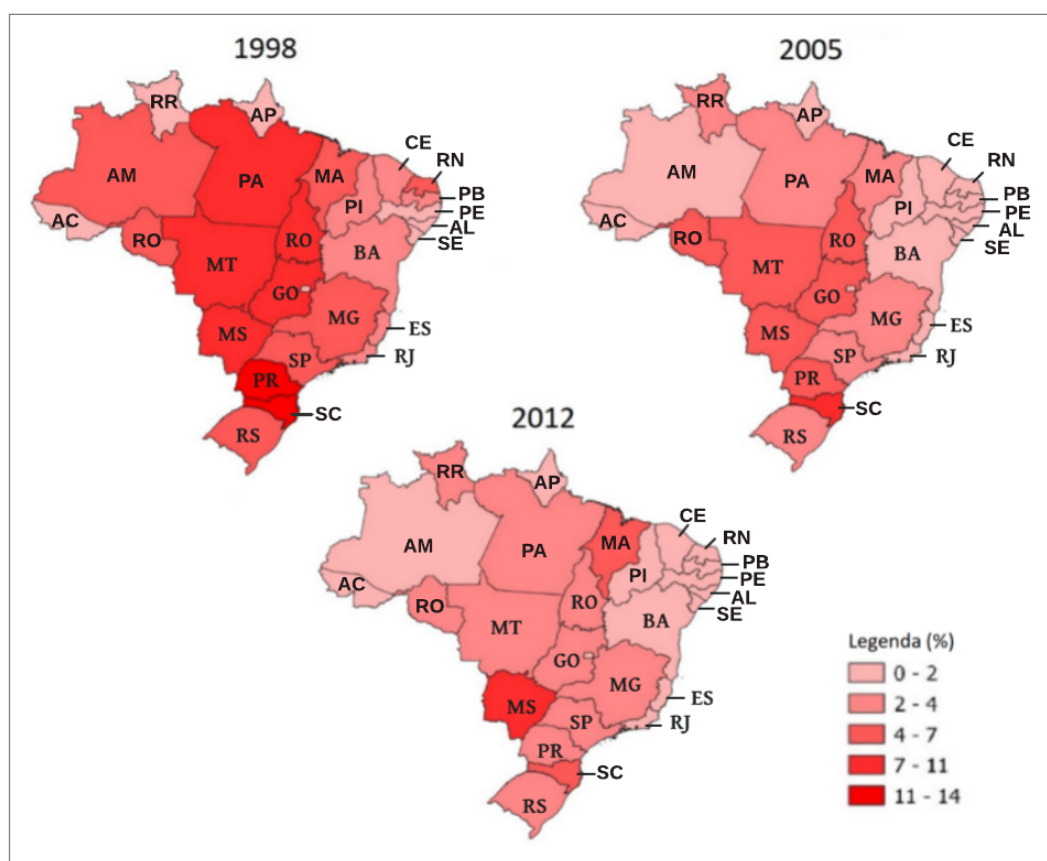 1998
RR
AP
CE
RN
AM
PA
MA
PB
PI
PE
AC
AL
RO
RO
SE
BA
MT
GO
MG
ES
MS
SP
RJ
PR
SC
RS
2005
RR
AP
CE
RN
AM
PA
MA
PB
PI
PE
AC
AL
RO
RO
SE
BA
MT
GO
MG
ES
MS
SP
RJ
PR
SC
RS
2012
RR
AP
CE
RN
AM
PA
MA
PB
PI
PE
AC
AL
RO
RO
SE
BA
MT
GO
MG
ES
MS
SP
RJ
PR
SC
RS
Legenda (%)
0 - 2
2 - 4
4 - 7
7 - 11
11 - 14